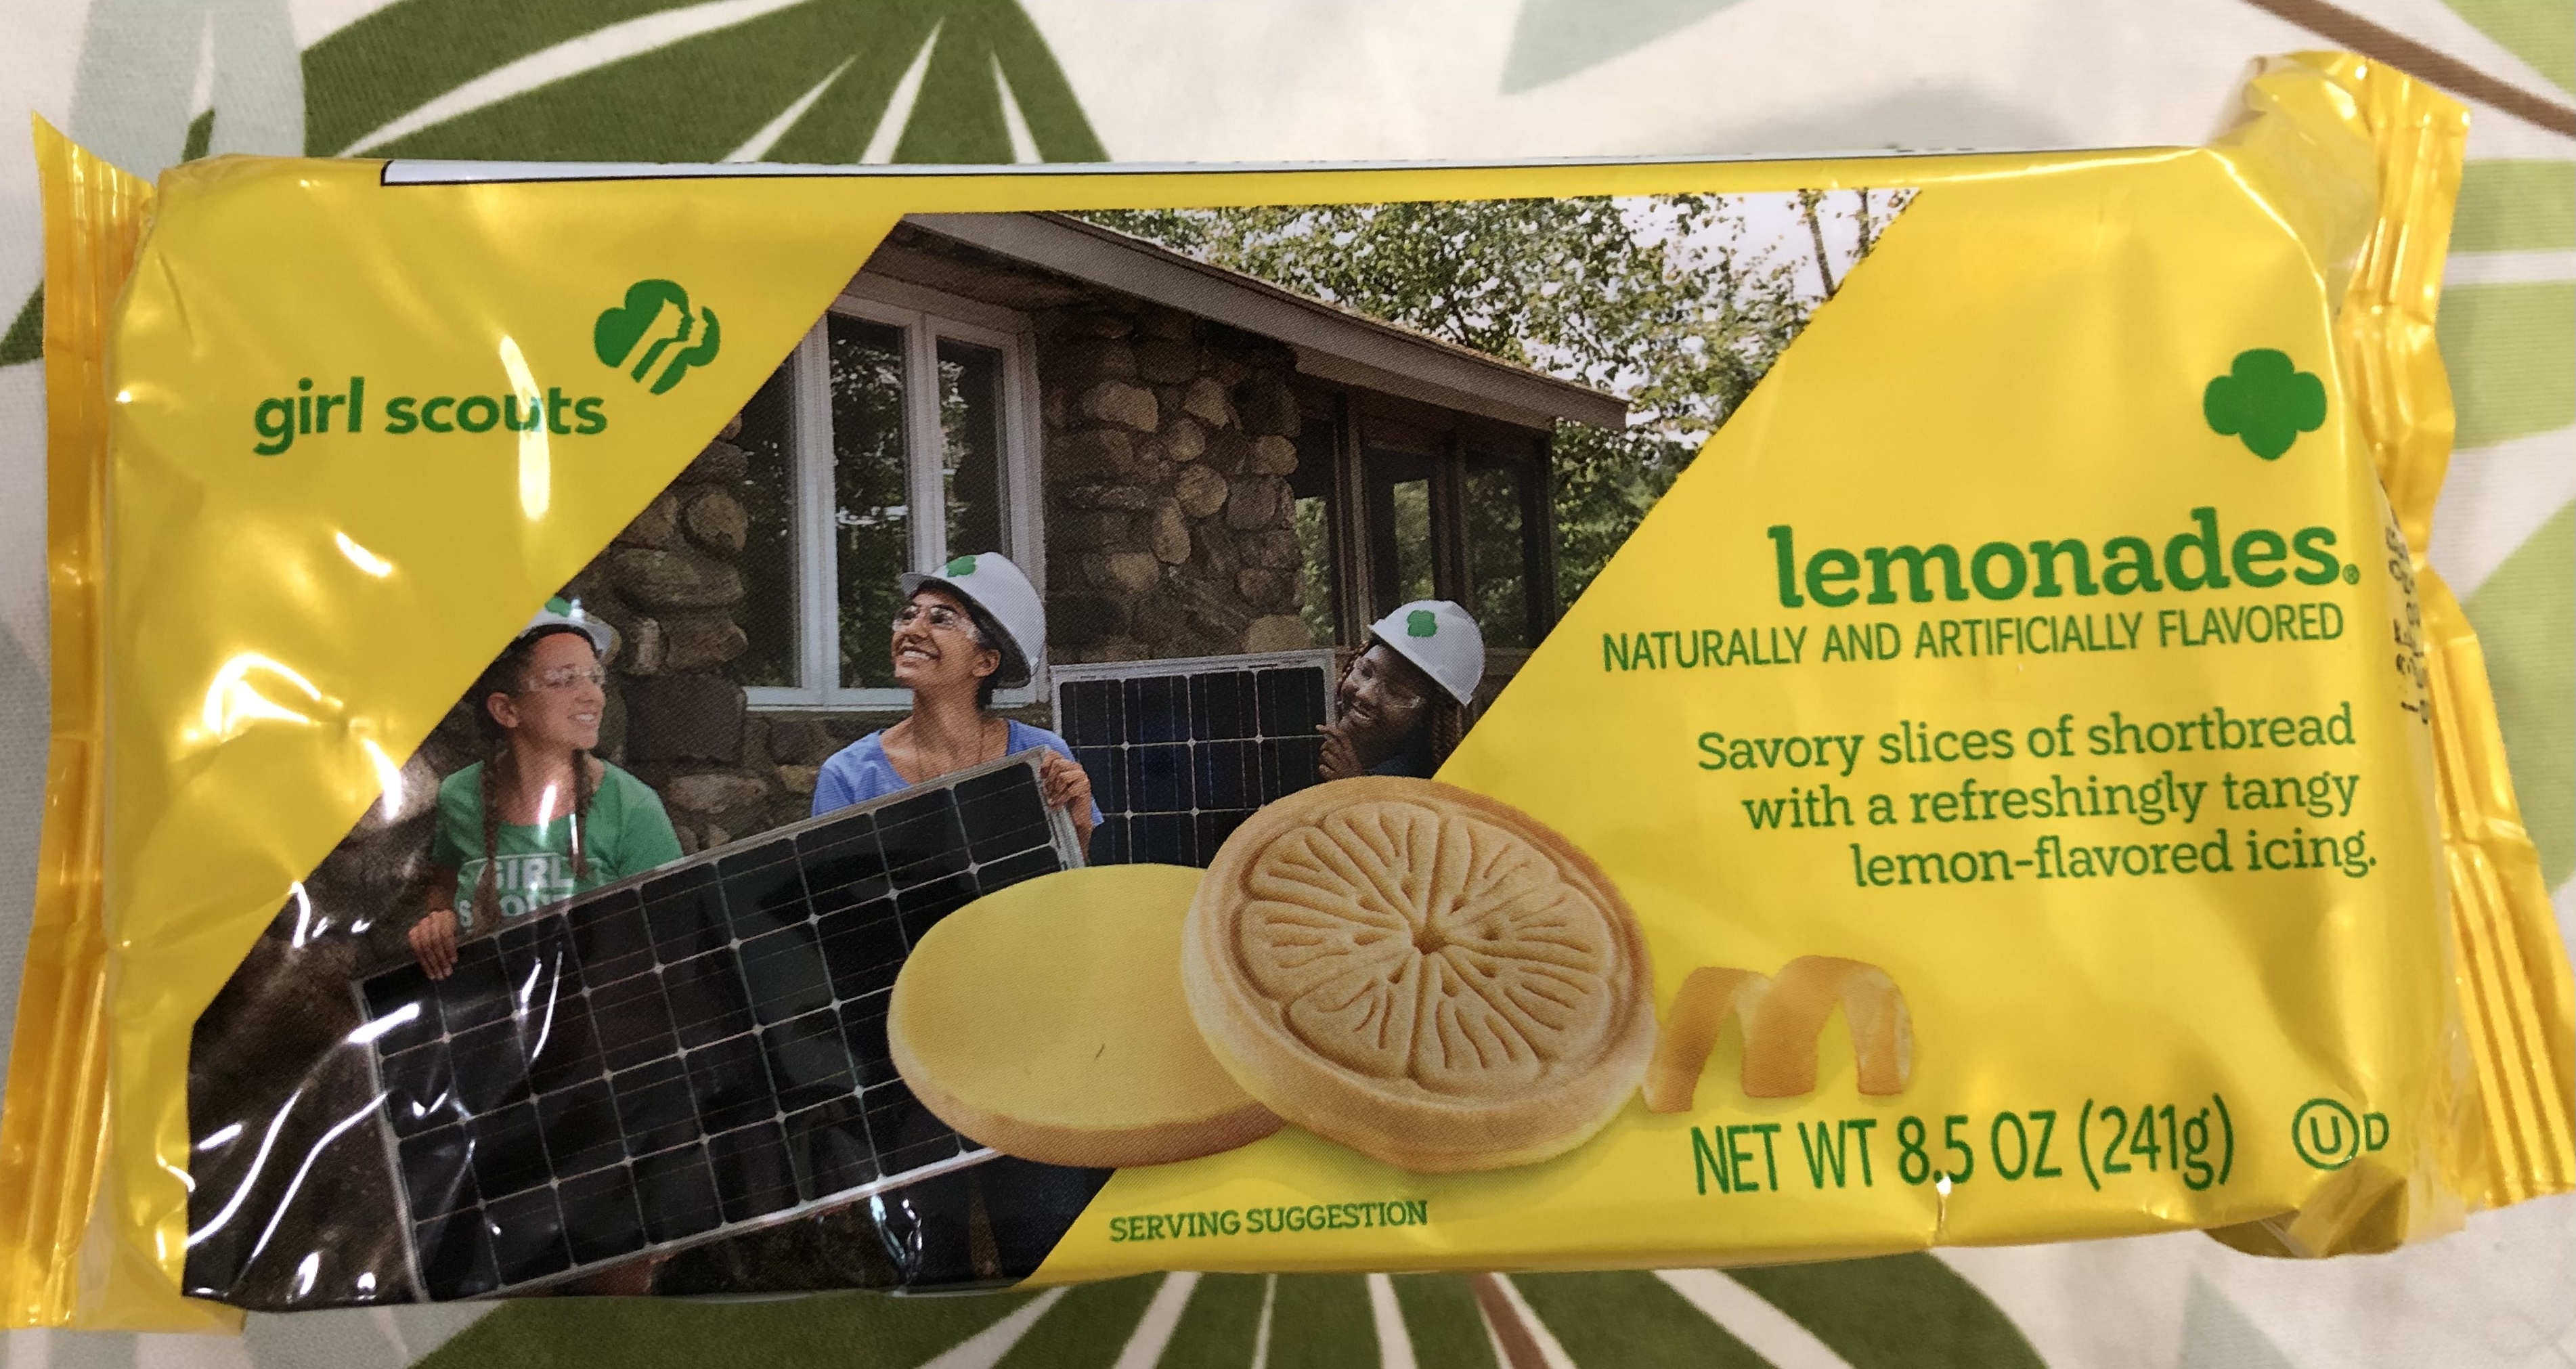 girl scouts
lemonades®
NATURALLY AND ARTIFICIALLY FLAVORED
Savory slices of shortbread
with a refreshingly tangy
lemon-flavored icing.
GIRL
NET WT 8.5 OZ (241g)
U D
SERVING SUGGESTION